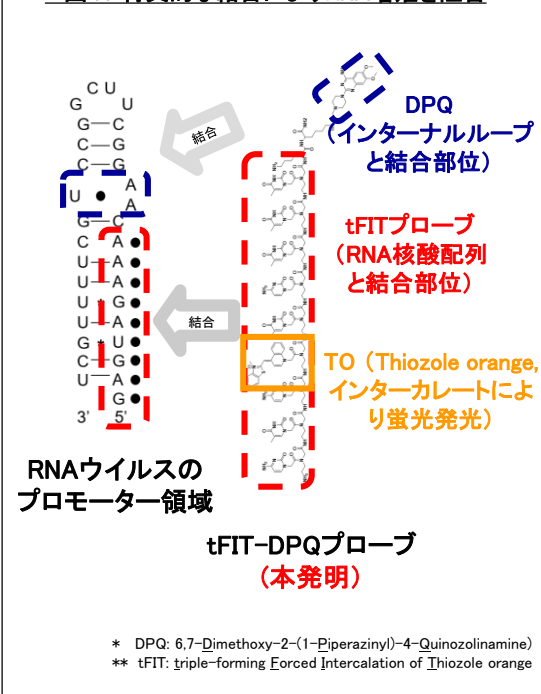 C U
G U
G C
C G
C G
U A
A
G C
C A
U A
U A
U G
U A
G U
C G
U A
G
3' 5'
結合
結合
DPQ
(インターナルループ
と結合部位)
tFITプローブ
(RNA核酸配列
と結合部位)
TO (Thiozole orange,
インターカレートによ
り蛍光発光)
RNAウイルスの
プロモーター領域
tFIT-DPQプローブ
(本発明)
* DPQ: 6,7-Dimethoxy-2-(1-Piperazinyl)-4-Quinozolinamine)
** tFIT: triple-forming Forced Intercalation of Thiozole orange